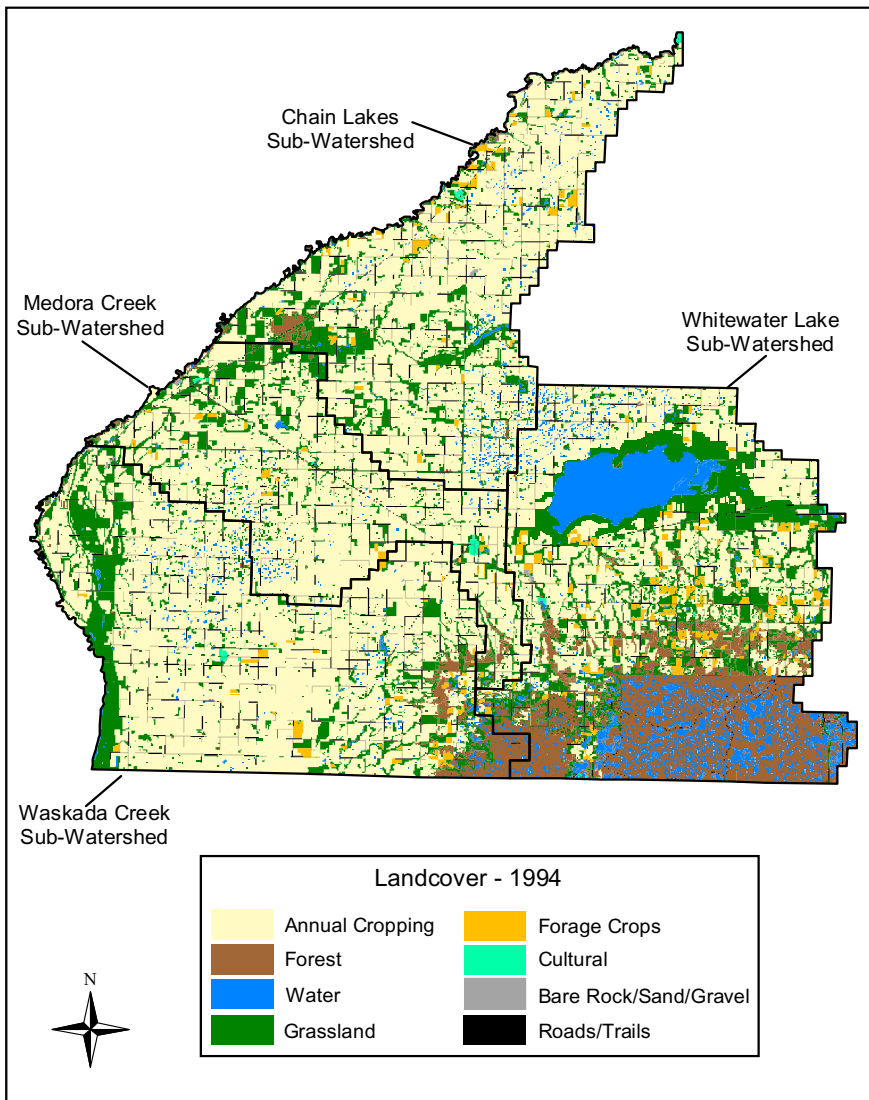 Chain Lakes
Sub-Watershed
Medora Creek
Sub-Watershed
Whitewater Lake
Sub-Watershed
Waskada Creek
Sub-Watershed
Landcover - 1994
Annual Cropping
Forest
Water
Grassland
Forage Crops
Cultural
Bare Rock/Sand/Gravel
Roads/Trails
N